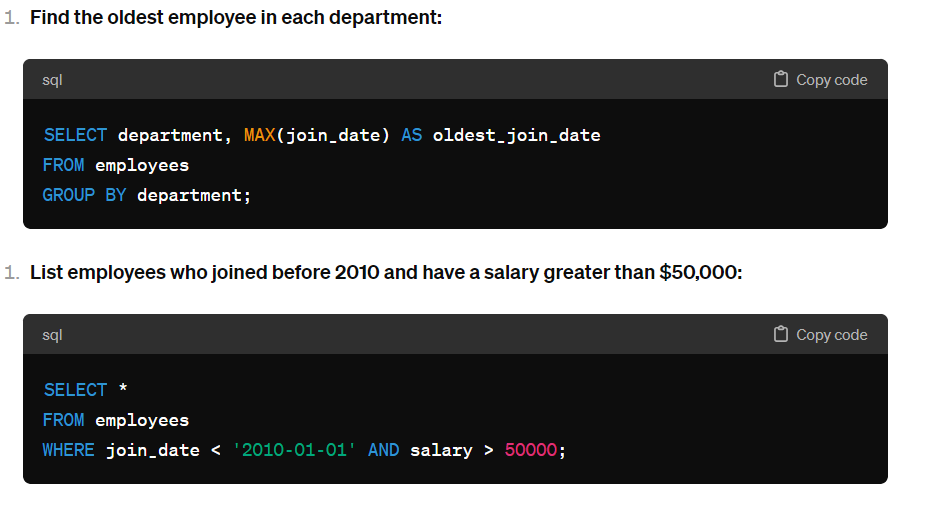 1. Find the oldest employee in each department:
sql
Copy code
SELECT department, MAX(join_date) AS oldest_join_date
FROM employees
GROUP BY department;
1. List employees who joined before 2010 and have a salary greater than $50,000:
sql
Copy code
SELECT *
FROM employees
WHERE join_date < '2010-01-01' AND salary > 50000;